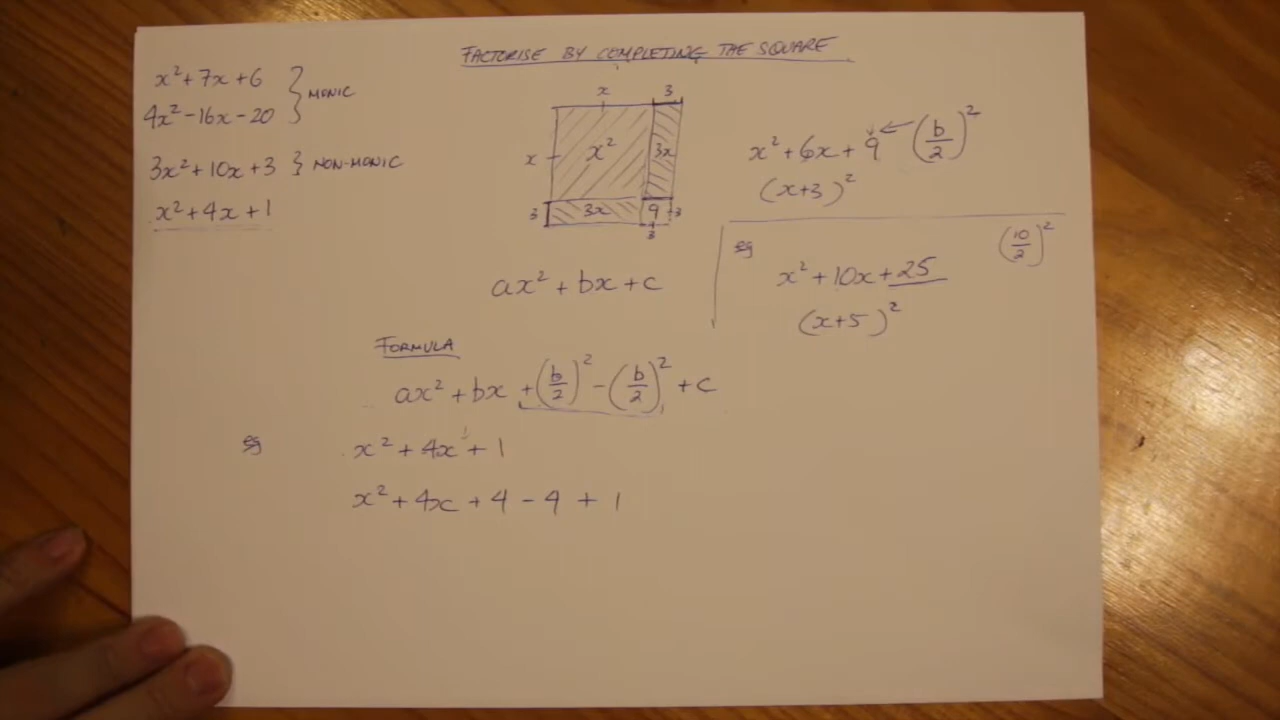 FACTORISE BY COMPLETING THE SQUARE
x² + 7x + 6
4x² - 16x - 20
} MONIC
3x² + 10x + 3 } NON-MONIC
x² + 4x + 1
x 3
x x² 3x
3 3x 9 3
3
x² + 6x + 9 ← (b/2)²
(x+3)²
eg (10/2)²
x² + 10x + 25
(x+5)²
ax² + bx + c
FORMULA
ax² + bx + (b/2)² - (b/2)² + c
eg x² + 4x + 1
x² + 4x + 4 - 4 + 1